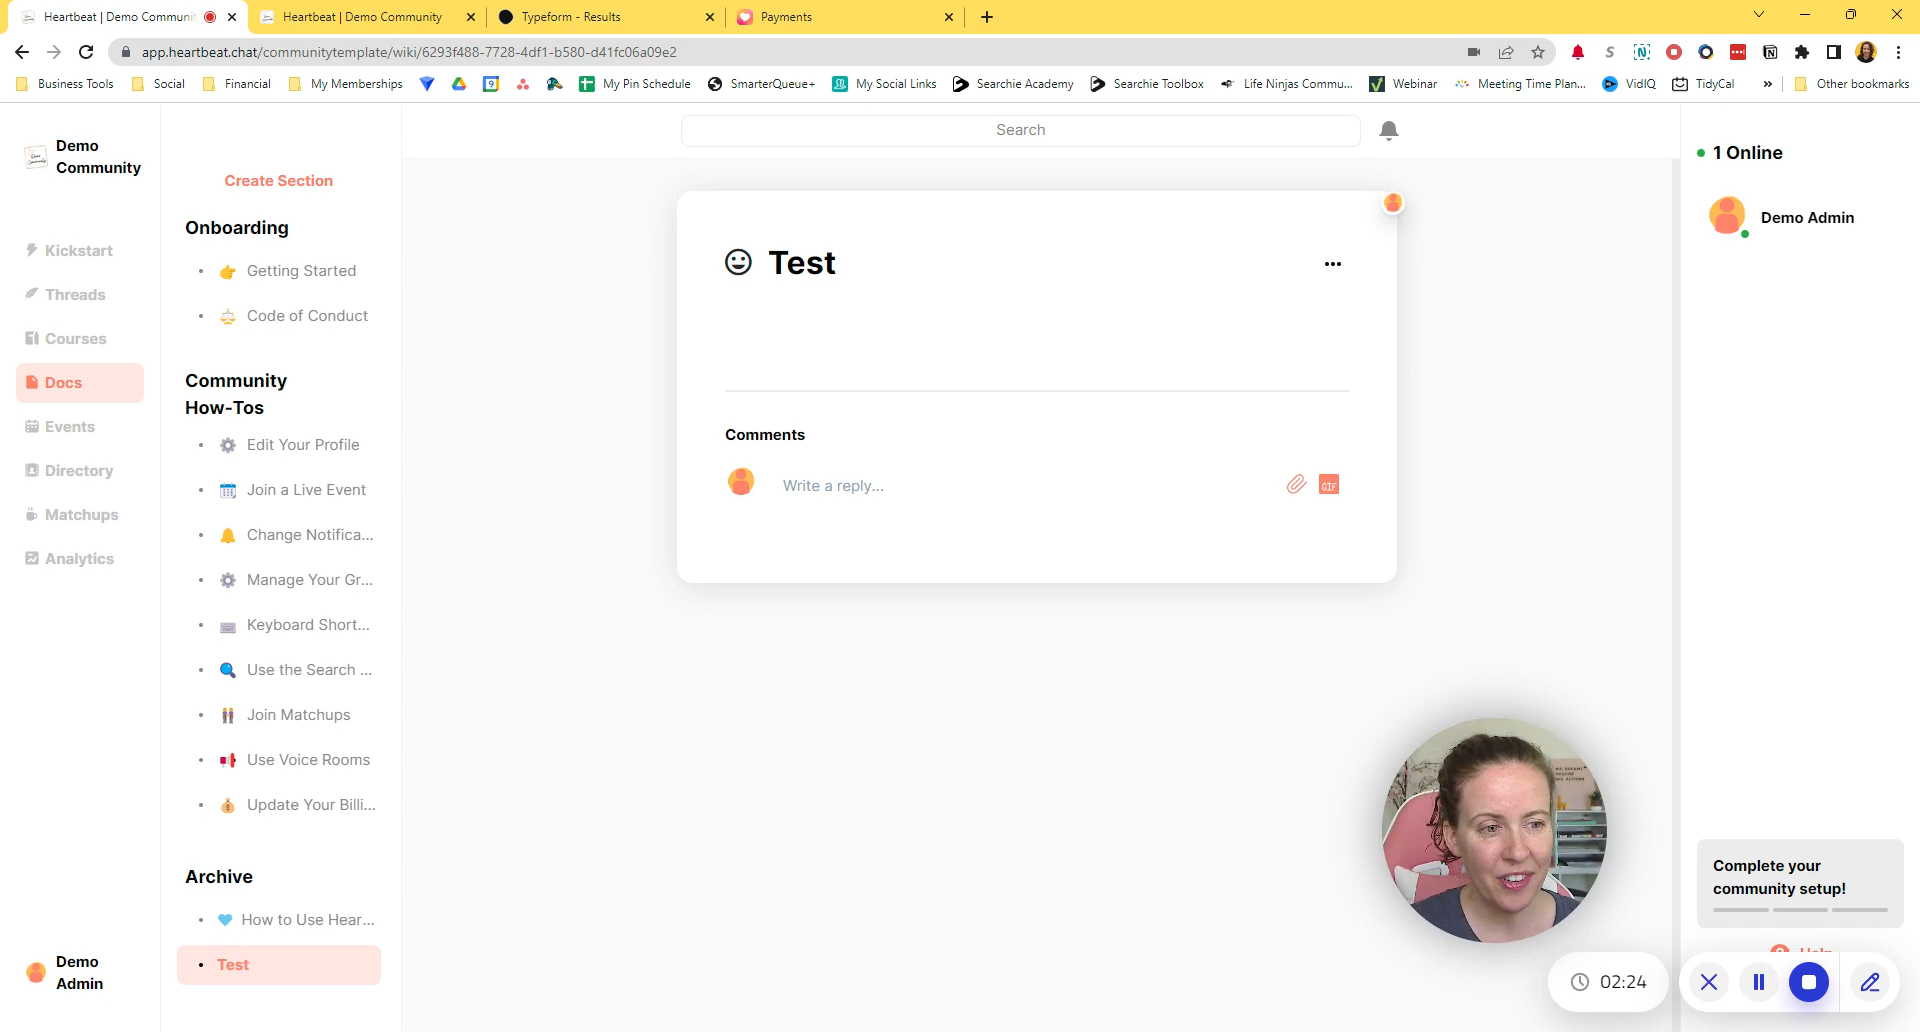 Heartbeat | Demo Communit
Heartbeat | Demo Community
Typeform - Results
Payments
app.heartbeat.chat/communitytemplate/wiki/6293f488-7728-4df1-b580-d41fc06a09e2
Business Tools
Social
Financial
My Memberships
My Pin Schedule
SmarterQueue+
My Social Links
Searchie Academy
Searchie Toolbox
Life Ninjas Commu...
Webinar
Meeting Time Plan...
VidIQ
TidyCal
»
Other bookmarks
Demo
Community
Kickstart
Threads
Courses
Docs
Events
Directory
Matchups
Analytics
Demo
Admin
Create Section
Onboarding
Getting Started
Code of Conduct
Community
How-Tos
Edit Your Profile
Join a Live Event
Change Notifica...
Manage Your Gr...
Keyboard Short...
Use the Search ...
Join Matchups
Use Voice Rooms
Update Your Billi...
Archive
How to Use Hear...
Test
Search
Test
Comments
Write a reply...
GIF
1 Online
Demo Admin
Complete your
community setup!
02:24